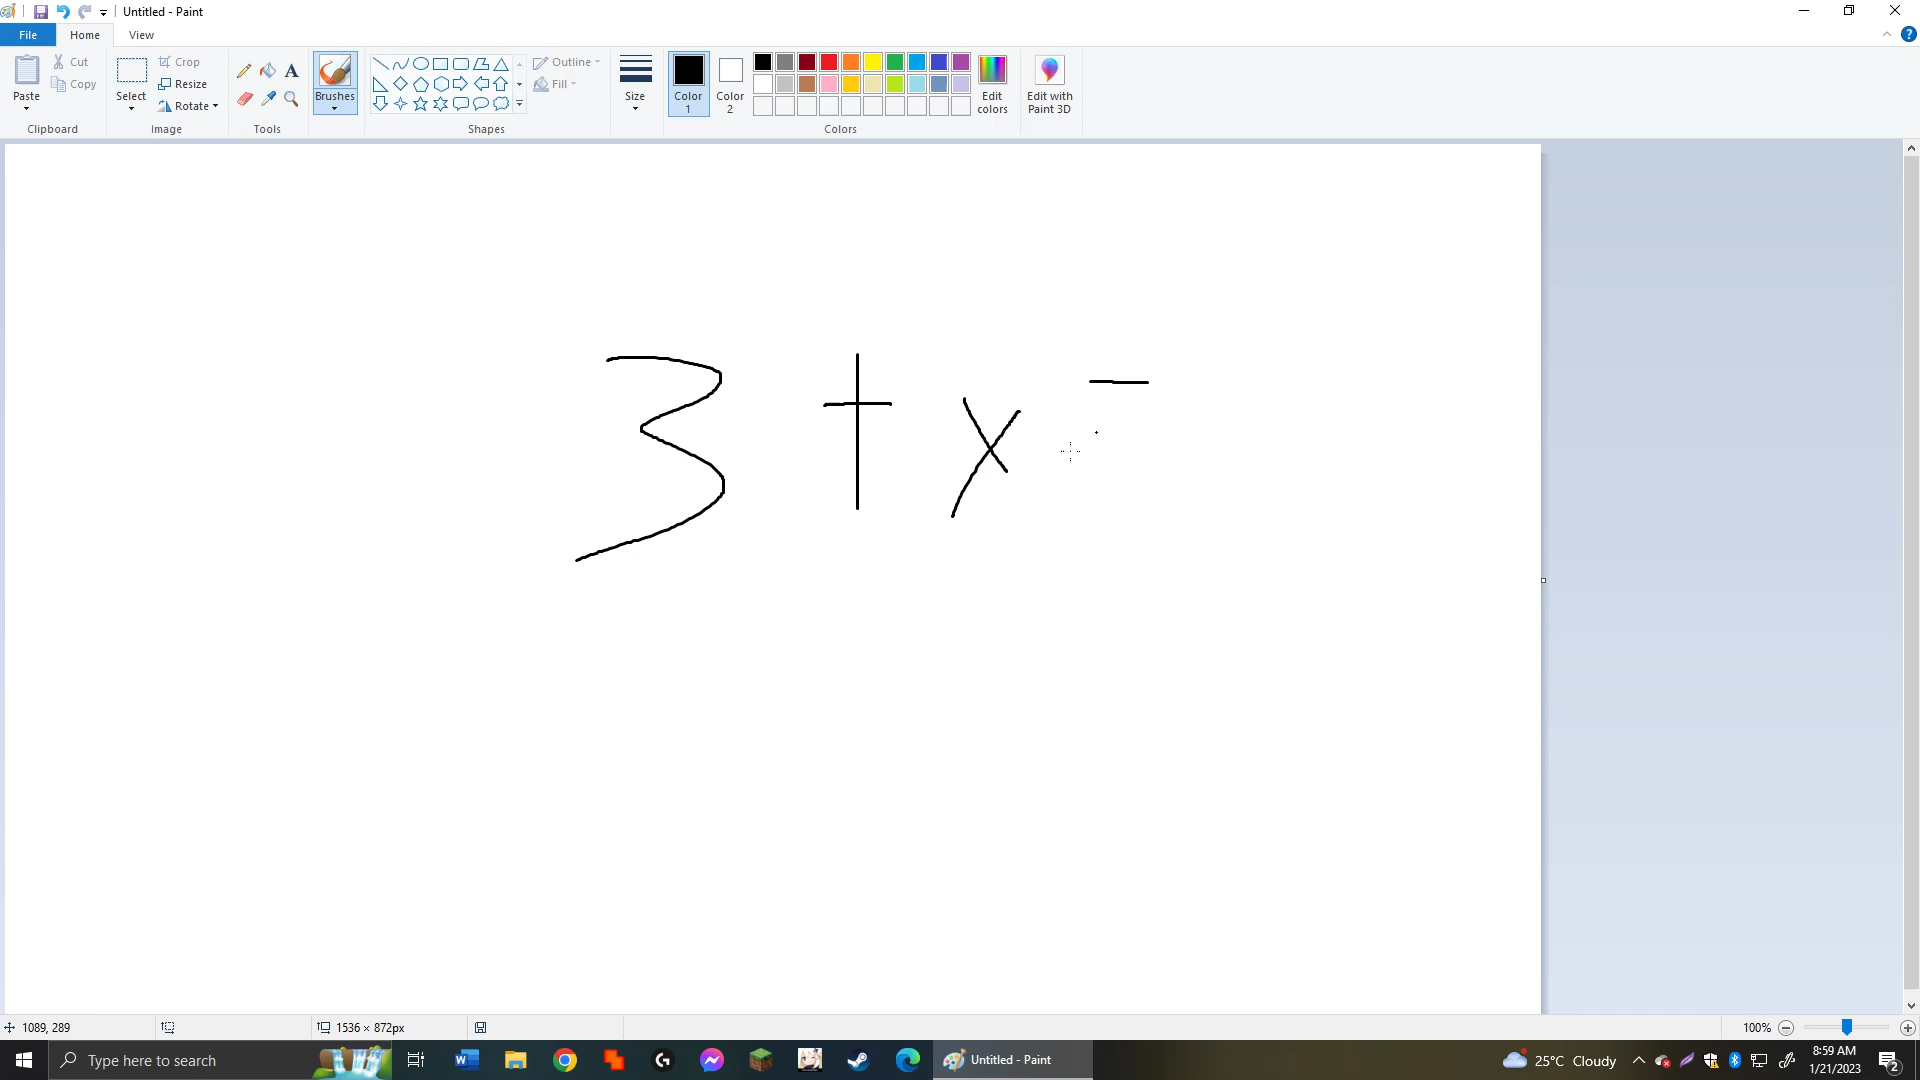 Untitled - Paint
File Home View
Paste Cut Copy Clipboard
Select Crop Resize Rotate Image
Tools
Brushes
Shapes
Outline Fill
Size
Color 1 Color 2 Edit colors Colors
Edit with Paint 3D
3 + x -
1089, 289 1536 × 872px 100%
Type here to search Untitled - Paint 25°C Cloudy 8:59 AM
1/21/2023 2